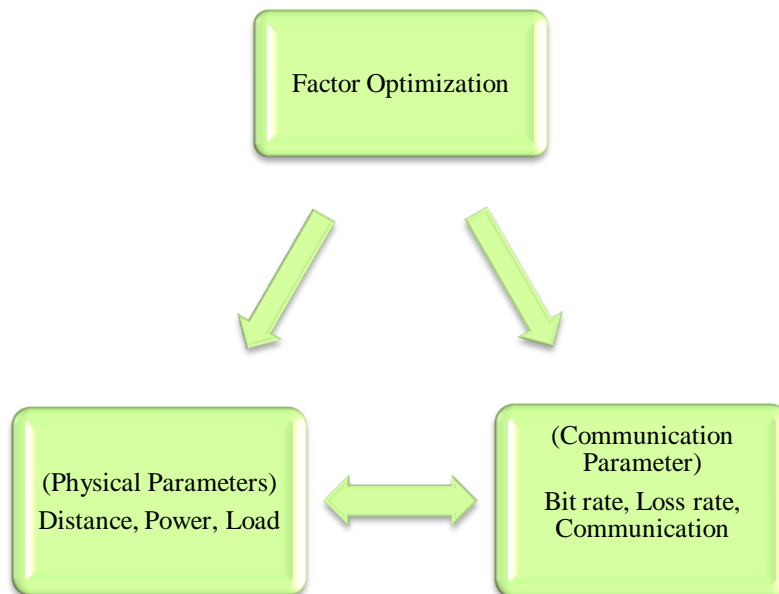 Factor Optimization
(Physical Parameters)
Distance, Power, Load
(Communication
Parameter)
Bit rate, Loss rate,
Communication